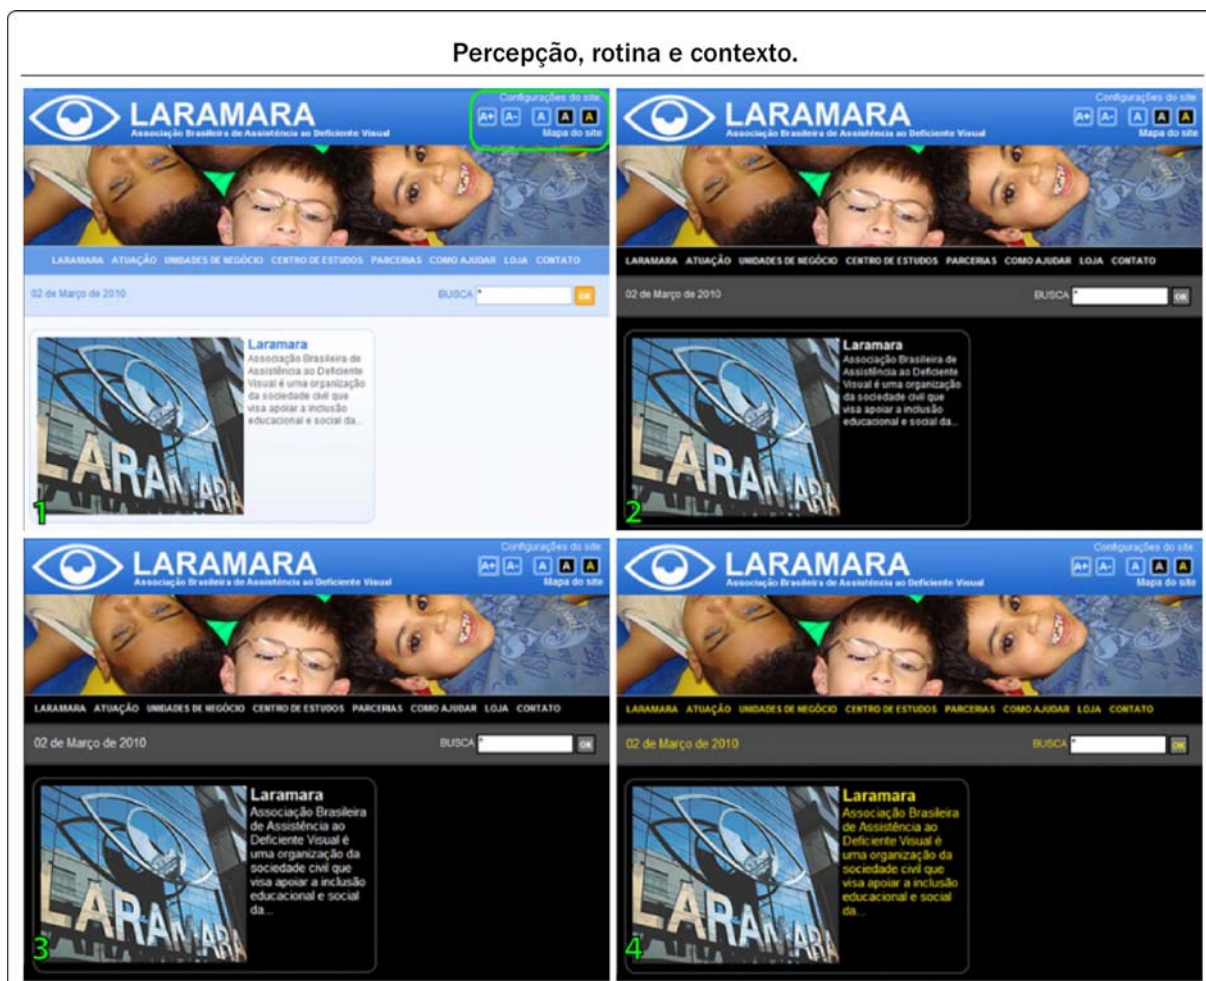 Percepção, rotina e contexto.
LARAMARA
Associação Brasileira de Assistência ao Deficiente Visual
Configurações do site:
A+ A- A A A
Mapa do site
LARAMARA ATUAÇÃO UNIDADES DE NEGÓCIO CENTRO DE ESTUDOS PARCERIAS COMO AJUDAR LOJA CONTATO
02 de Março de 2010
BUSCA * OK
LARAMARA
Laramara
Associação Brasileira de
Assistência ao Deficiente
Visual é uma organização
da sociedade civil que
visa apoiar a inclusão
educacional e social da...
1
LARAMARA
Associação Brasileira de Assistência ao Deficiente Visual
Configurações do site:
A+ A- A A A
Mapa do site
LARAMARA ATUAÇÃO UNIDADES DE NEGÓCIO CENTRO DE ESTUDOS PARCERIAS COMO AJUDAR LOJA CONTATO
02 de Março de 2010
BUSCA * OK
LARAMARA
Laramara
Associação Brasileira de
Assistência ao Deficiente
Visual é uma organização
da sociedade civil que
visa apoiar a inclusão
educacional e social da...
2
LARAMARA
Associação Brasileira de Assistência ao Deficiente Visual
Configurações do site:
A+ A- A A A
Mapa do site
LARAMARA ATUAÇÃO UNIDADES DE NEGÓCIO CENTRO DE ESTUDOS PARCERIAS COMO AJUDAR LOJA CONTATO
02 de Março de 2010
BUSCA * OK
LARAMARA
Laramara
Associação Brasileira
de Assistência ao
Deficiente Visual é
uma organização da
sociedade civil que
visa apoiar a inclusão
educacional e social
da...
3
LARAMARA
Associação Brasileira de Assistência ao Deficiente Visual
Configurações do site:
A+ A- A A A
Mapa do site
LARAMARA ATUAÇÃO UNIDADES DE NEGÓCIO CENTRO DE ESTUDOS PARCERIAS COMO AJUDAR LOJA CONTATO
02 de Março de 2010
BUSCA * OK
LARAMARA
Laramara
Associação Brasileira
de Assistência ao
Deficiente Visual é
uma organização da
sociedade civil que
visa apoiar a inclusão
educacional e social
da...
4